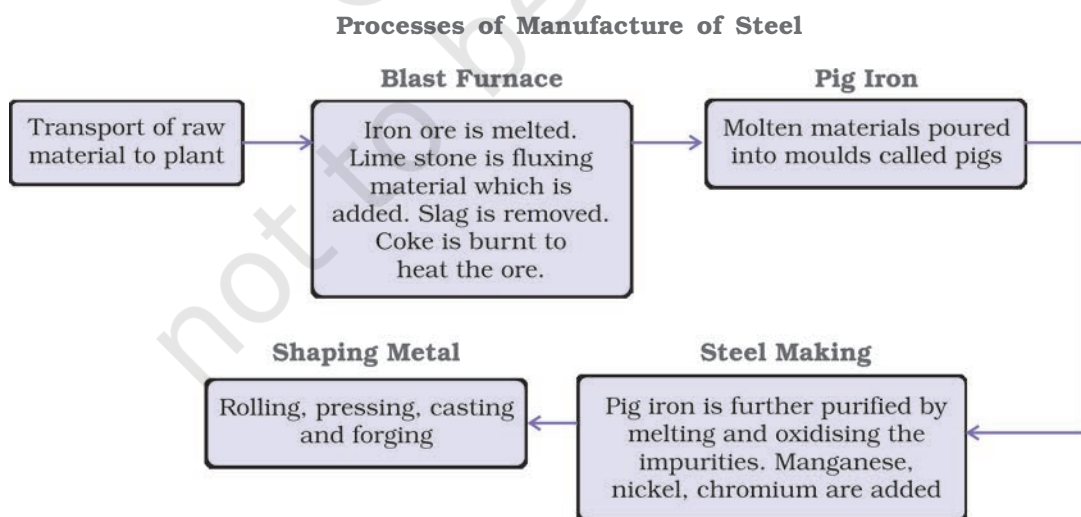 Processes of Manufacture of Steel
Blast Furnace
Pig Iron
Transport of raw
material to plant
Iron ore is melted.
Lime stone is fluxing
material which is
added. Slag is removed.
Coke is burnt to
heat the ore.
Molten materials poured
into moulds called pigs
Shaping Metal
Steel Making
Rolling, pressing, casting
and forging
Pig iron is further purified by
melting and oxidising the
impurities. Manganese,
nickel, chromium are added
not to be